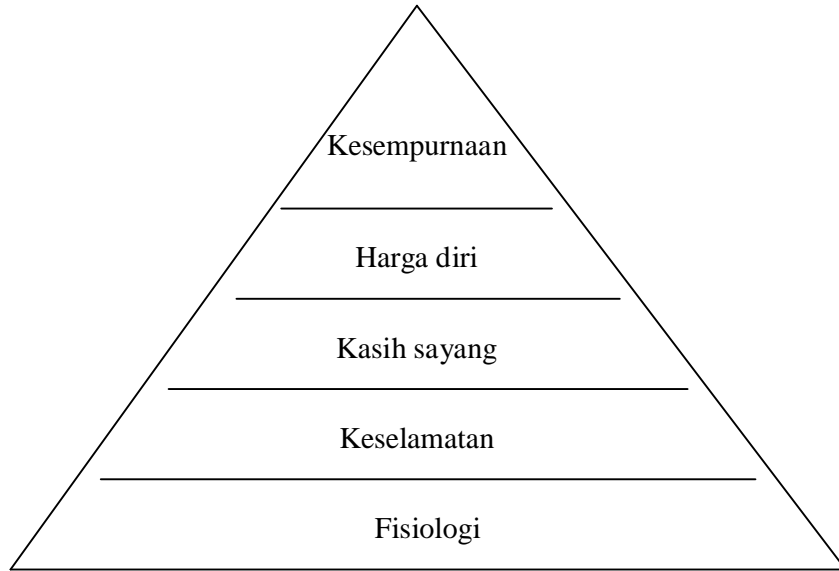 Kesempurnaan
Harga diri
Kasih sayang
Keselamatan
Fisiologi